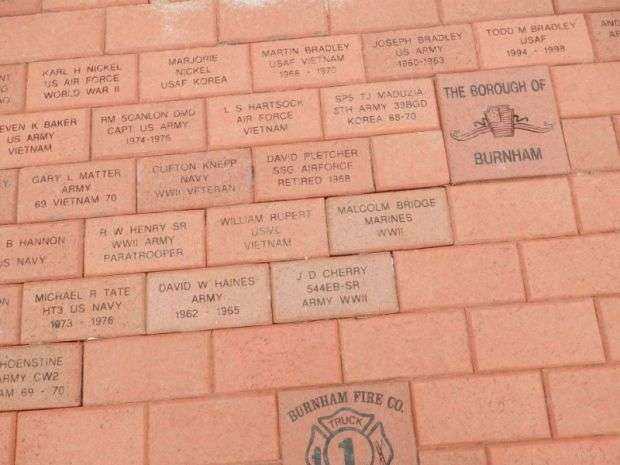 KARL H NICKEL
US AIR FORCE
WORLD WAR II
MARJORIE
NICKEL
USAF KOREA
MARTIN BRADLEY
USAF VIETNAM
1968 - 1970
JOSEPH BRADLEY
US ARMY
1960-1963
TODD M BRADLEY
USAF
1994 - 1998
EVEN K BAKER
US ARMY
VIETNAM
RM SCANLON DMD
CAPT US ARMY
1974-1976
L S HARTSOCK
AIR FORCE
VIETNAM
SP5 TJ MADUZIA
8TH ARMY 39BGD
KOREA 68-70
THE BOROUGH OF
BURNHAM
GARY L MATTER
ARMY
69 VIETNAM 70
CLIFTON KNEPP
NAVY
WWII VETERAN
DAVID PLETCHER
SSG AIRFORCE
RETIRED 1968
B HANNON
US NAVY
R W HENRY SR
WWII ARMY
PARATROOPER
WILLIAM RUPERT
USMC
VIETNAM
MALCOLM BRIDGE
MARINES
WWII
MICHAEL R TATE
HT3 US NAVY
1973 - 1976
DAVID W HAINES
ARMY
1962 - 1965
J D CHERRY
544EB-SR
ARMY WWII
HOENSTINE
ARMY CW2
AM 69 - 70
BURNHAM FIRE CO.
TRUCK
1